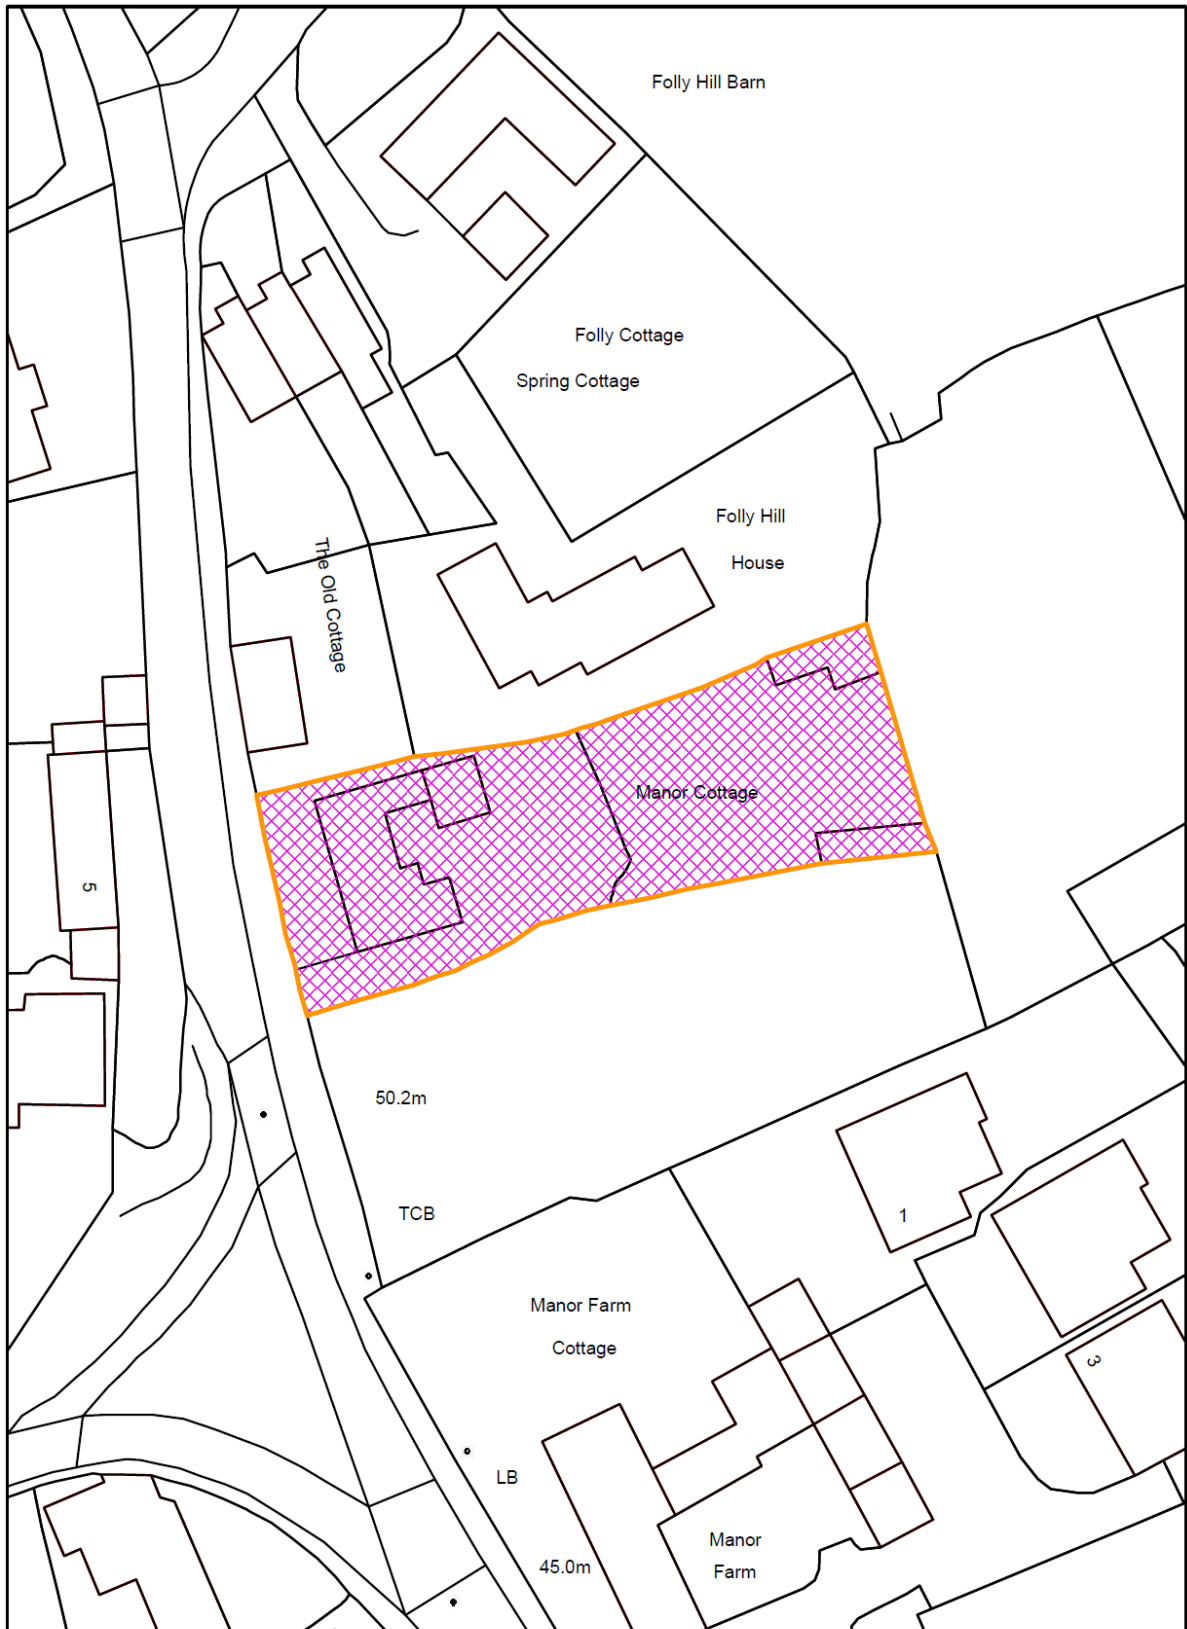 Folly Hill Barn
Folly Cottage
Spring Cottage
Folly Hill
House
The Old Cottage
Manor Cottage
5
50.2m
TCB
1
Manor Farm
Cottage
3
LB
Manor
Farm
45.0m